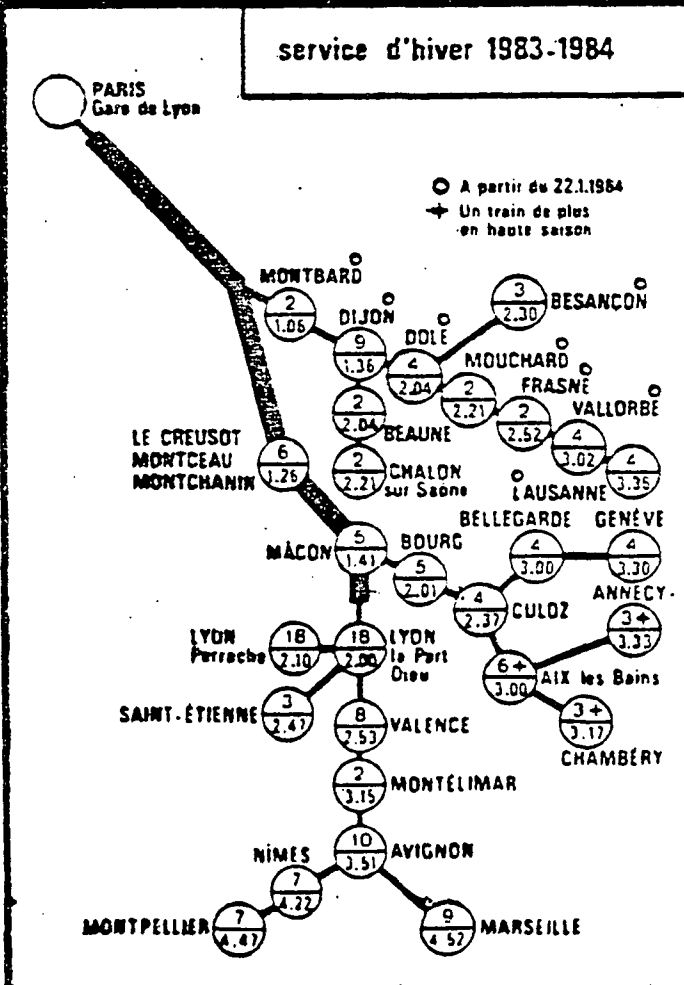 service d'hiver 1983-1984
PARIS
Gare de Lyon
O A partir du 22.1.1984
+ Un train de plus
en haute saison
MONTBARD O
2
1.06
DIJON O
9
1.36
DOLE O
4
2.04
3
2.30
BESANÇON O
MOUCHARD O
2
2.21
FRASNE O
2
2.52
VALLORBE O
4
3.02
4
3.35
O
LAUSANNE
2
2.04
BEAUNE
2
2.21
CHALON
sur Saône
LE CREUSOT
MONTCEAU
MONTCHANIN
6
1.26
MÂCON
5
1.41
BOURG
5
2.01
BELLEGARDE
4
3.00
GENÈVE
4
3.30
4
2.37
CULOZ
ANNECY
3+
3.33
6+
3.00
AIX les Bains
3+
3.17
CHAMBÉRY
LYON
Perrache
18
2.10
18
2.00
LYON
la Part
Dieu
SAINT-ÉTIENNE
3
2.47
8
2.53
VALENCE
2
3.15
MONTÉLIMAR
10
3.51
AVIGNON
NÎMES
7
4.22
MONTPELLIER
7
4.47
9
4.52
MARSEILLE